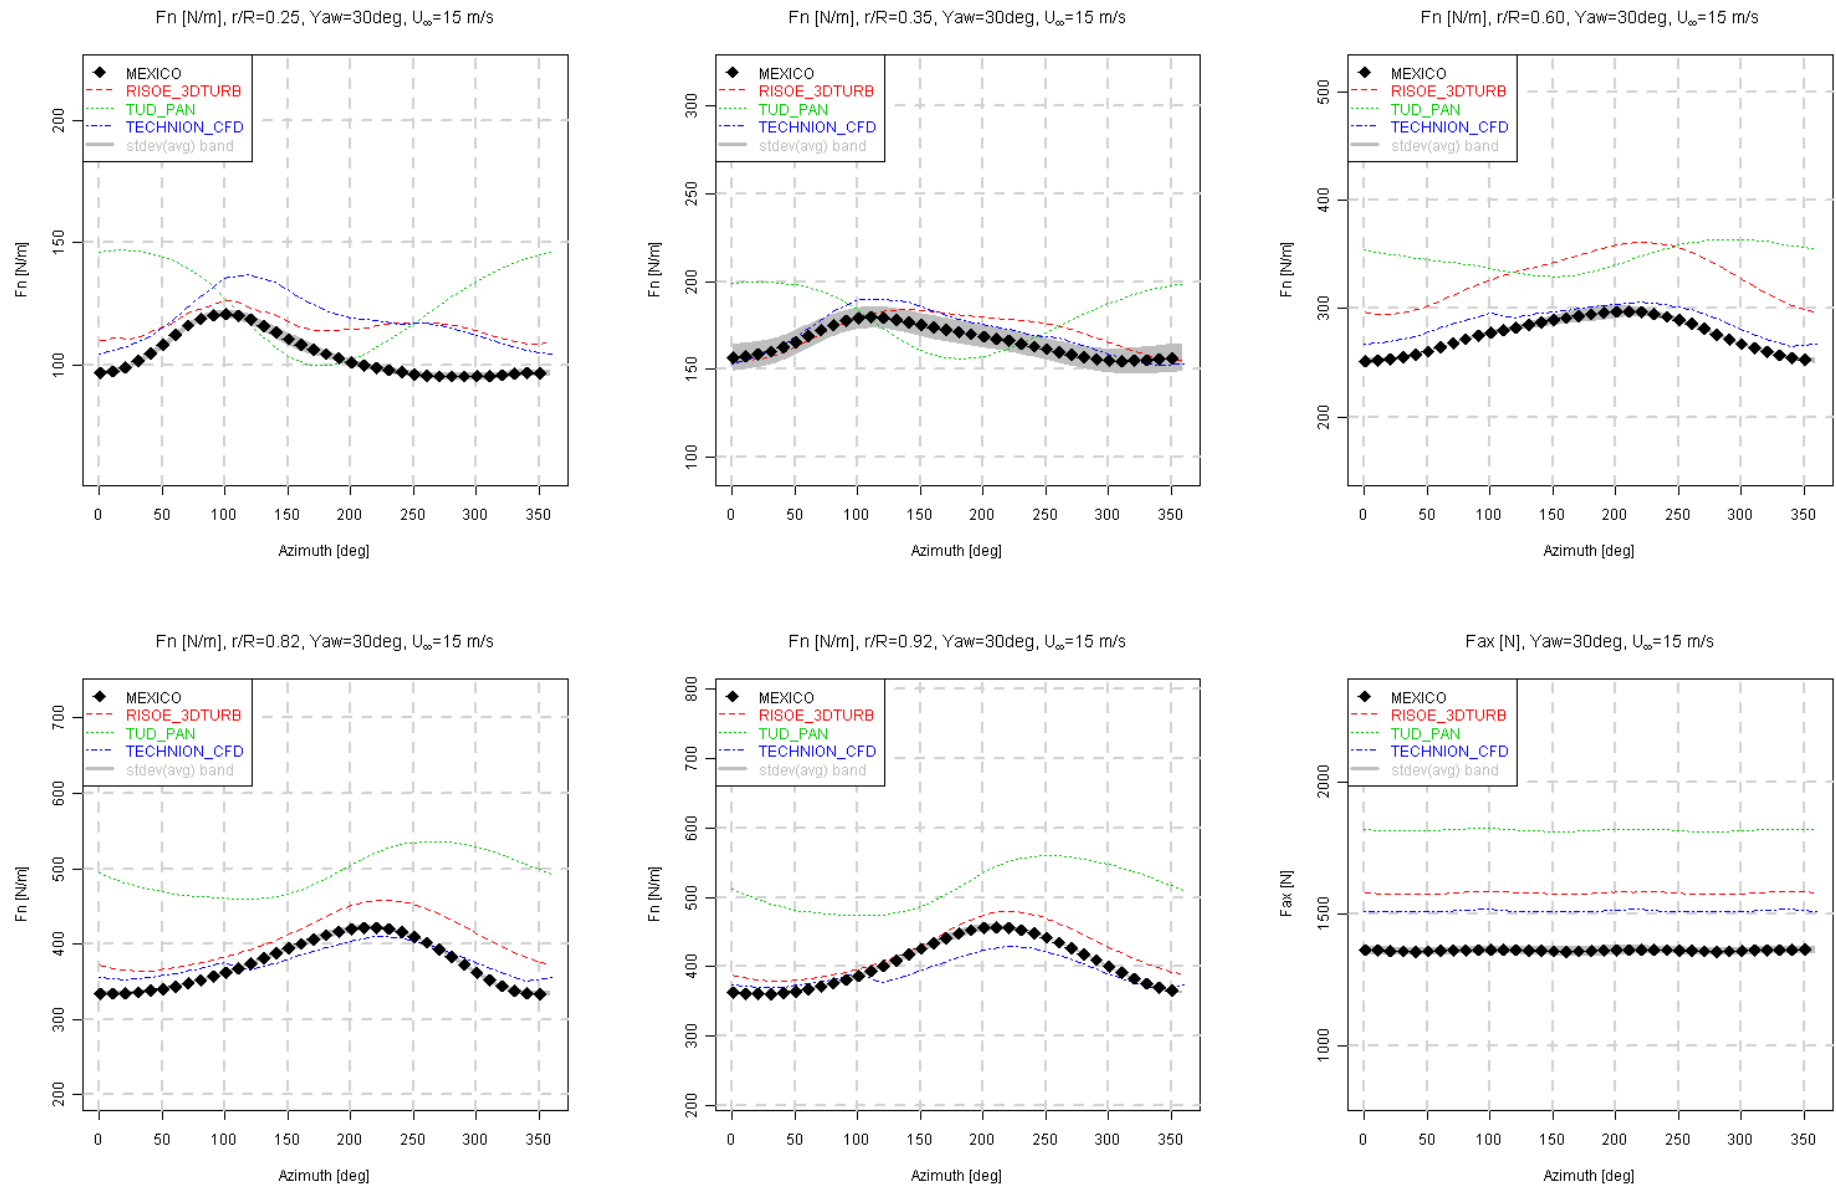 Fn [N/m], r/R=0.25, Yaw=30deg, U∞=15 m/s
MEXICO
RISOE_3DTURB
TUD_PAN
TECHNION_CFD
stdev(avg) band
Fn [N/m]
200
150
100
0 50 100 150 200 250 300 350
Azimuth [deg]
Fn [N/m], r/R=0.35, Yaw=30deg, U∞=15 m/s
MEXICO
RISOE_3DTURB
TUD_PAN
TECHNION_CFD
stdev(avg) band
Fn [N/m]
300
250
200
150
100
0 50 100 150 200 250 300 350
Azimuth [deg]
Fn [N/m], r/R=0.60, Yaw=30deg, U∞=15 m/s
MEXICO
RISOE_3DTURB
TUD_PAN
TECHNION_CFD
stdev(avg) band
Fn [N/m]
500
400
300
200
0 50 100 150 200 250 300 350
Azimuth [deg]
Fn [N/m], r/R=0.82, Yaw=30deg, U∞=15 m/s
MEXICO
RISOE_3DTURB
TUD_PAN
TECHNION_CFD
stdev(avg) band
Fn [N/m]
700
600
500
400
300
200
0 50 100 150 200 250 300 350
Azimuth [deg]
Fn [N/m], r/R=0.92, Yaw=30deg, U∞=15 m/s
MEXICO
RISOE_3DTURB
TUD_PAN
TECHNION_CFD
stdev(avg) band
Fn [N/m]
800
700
600
500
400
300
200
0 50 100 150 200 250 300 350
Azimuth [deg]
Fax [N], Yaw=30deg, U∞=15 m/s
MEXICO
RISOE_3DTURB
TUD_PAN
TECHNION_CFD
stdev(avg) band
Fax [N]
2000
1500
1000
0 50 100 150 200 250 300 350
Azimuth [deg]